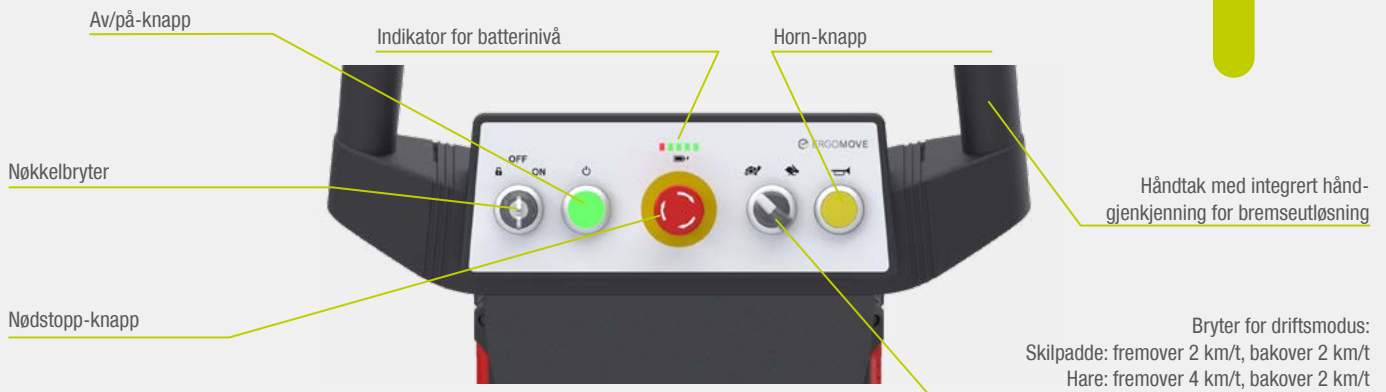 Av/på-knapp
Indikator for batterinivå
Horn-knapp
ERGOMOVE
OFF
ON
Nøkkelbryter
Håndtak med integrert hånd-
gjenkjenning for bremseutløsning
Nødstopp-knapp
Bryter for driftsmodus:
Skilpadde: fremover 2 km/t, bakover 2 km/t
Hare: fremover 4 km/t, bakover 2 km/t